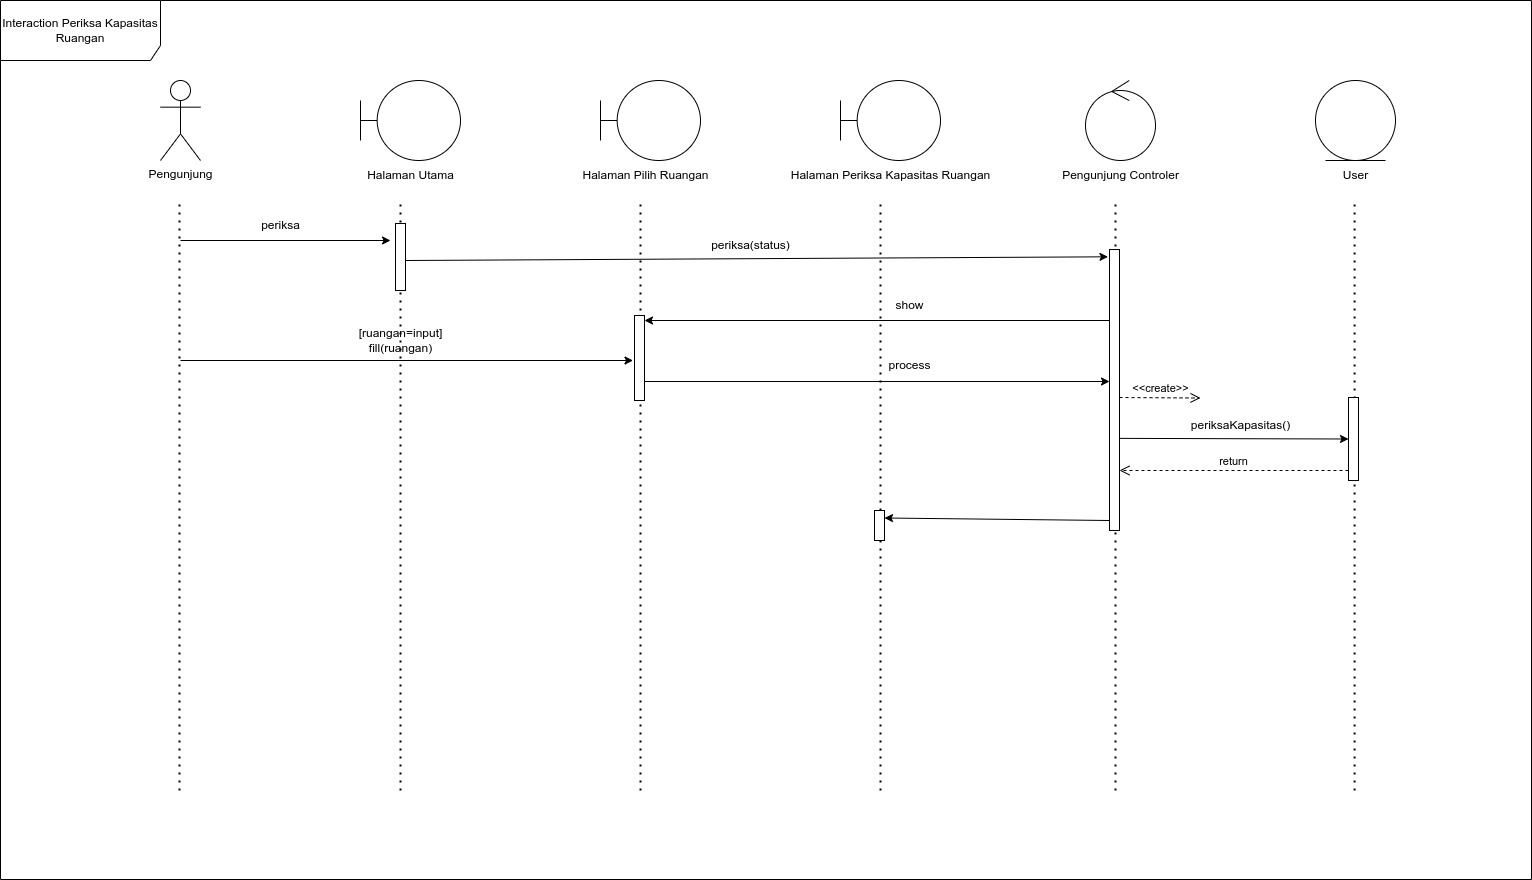 Interaction Periksa Kapasitas
Ruangan
Pengunjung
Halaman Utama
Halaman Pilih Ruangan
Halaman Periksa Kapasitas Ruangan
Pengunjung Controler
User
periksa
periksa(status)
show
[ruangan=input]
fill(ruangan)
process
<<create>>
periksaKapasitas()
return